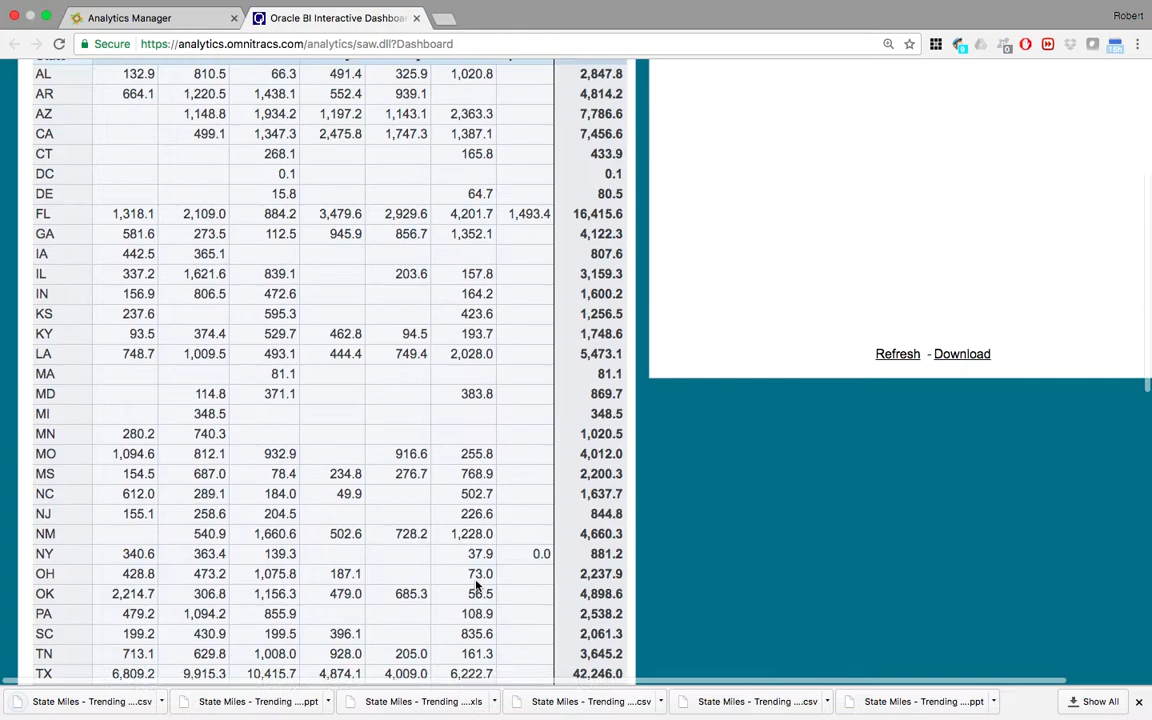 Analytics Manager × Oracle BI Interactive Dashboa × Robert
Secure https://analytics.omnitracs.com/analytics/saw.dll?Dashboard
AL 132.9 810.5 66.3 491.4 325.9 1,020.8 2,847.8
AR 664.1 1,220.5 1,438.1 552.4 939.1 4,814.2
AZ 1,148.8 1,934.2 1,197.2 1,143.1 2,363.3 7,786.6
CA 499.1 1,347.3 2,475.8 1,747.3 1,387.1 7,456.6
CT 268.1 165.8 433.9
DC 0.1 0.1
DE 15.8 64.7 80.5
FL 1,318.1 2,109.0 884.2 3,479.6 2,929.6 4,201.7 1,493.4 16,415.6
GA 581.6 273.5 112.5 945.9 856.7 1,352.1 4,122.3
IA 442.5 365.1 807.6
IL 337.2 1,621.6 839.1 203.6 157.8 3,159.3
IN 156.9 806.5 472.6 164.2 1,600.2
KS 237.6 595.3 423.6 1,256.5
KY 93.5 374.4 529.7 462.8 94.5 193.7 1,748.6
LA 748.7 1,009.5 493.1 444.4 749.4 2,028.0 5,473.1
MA 81.1 81.1
MD 114.8 371.1 383.8 869.7
MI 348.5 348.5
MN 280.2 740.3 1,020.5
MO 1,094.6 812.1 932.9 916.6 255.8 4,012.0
MS 154.5 687.0 78.4 234.8 276.7 768.9 2,200.3
NC 612.0 289.1 184.0 49.9 502.7 1,637.7
NJ 155.1 258.6 204.5 226.6 844.8
NM 540.9 1,660.6 502.6 728.2 1,228.0 4,660.3
NY 340.6 363.4 139.3 37.9 0.0 881.2
OH 428.8 473.2 1,075.8 187.1 73.0 2,237.9
OK 2,214.7 306.8 1,156.3 479.0 685.3 56.5 4,898.6
PA 479.2 1,094.2 855.9 108.9 2,538.2
SC 199.2 430.9 199.5 396.1 835.6 2,061.3
TN 713.1 629.8 1,008.0 928.0 205.0 161.3 3,645.2
TX 6,809.2 9,915.3 10,415.7 4,874.1 4,009.0 6,222.7 42,246.0
Refresh - Download
State Miles - Trending ....csv State Miles - Trending ....ppt State Miles - Trending ....xls State Miles - Trending ....csv State Miles - Trending ....csv State Miles - Trending ....ppt Show All ×